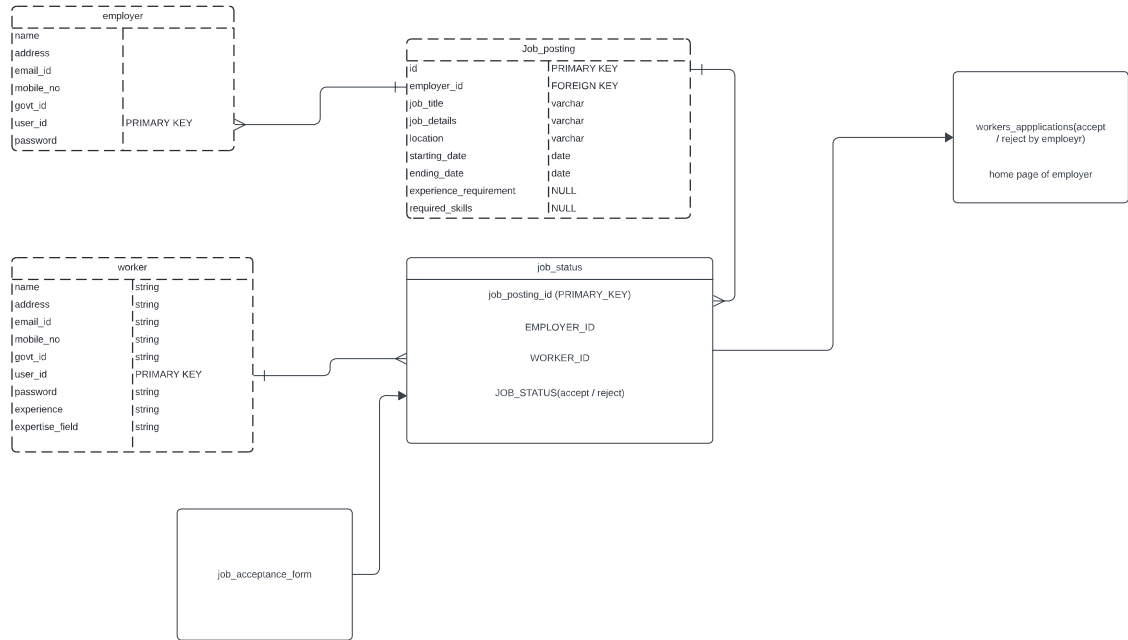 employer
name
address
email_id
mobile_no
govt_id
user_id PRIMARY KEY
password
Job_posting
id PRIMARY KEY
employer_id FOREIGN KEY
job_title varchar
job_details varchar
location varchar
starting_date date
ending_date date
experience_requirement NULL
required_skills NULL
workers_appplications(accept
/ reject by emploeyr)
home page of employer
worker
name string
address string
email_id string
mobile_no string
govt_id string
user_id PRIMARY KEY
password string
experience string
expertise_field string
job_status
job_posting_id (PRIMARY_KEY)
EMPLOYER_ID
WORKER_ID
JOB_STATUS(accept / reject)
job_acceptance_form